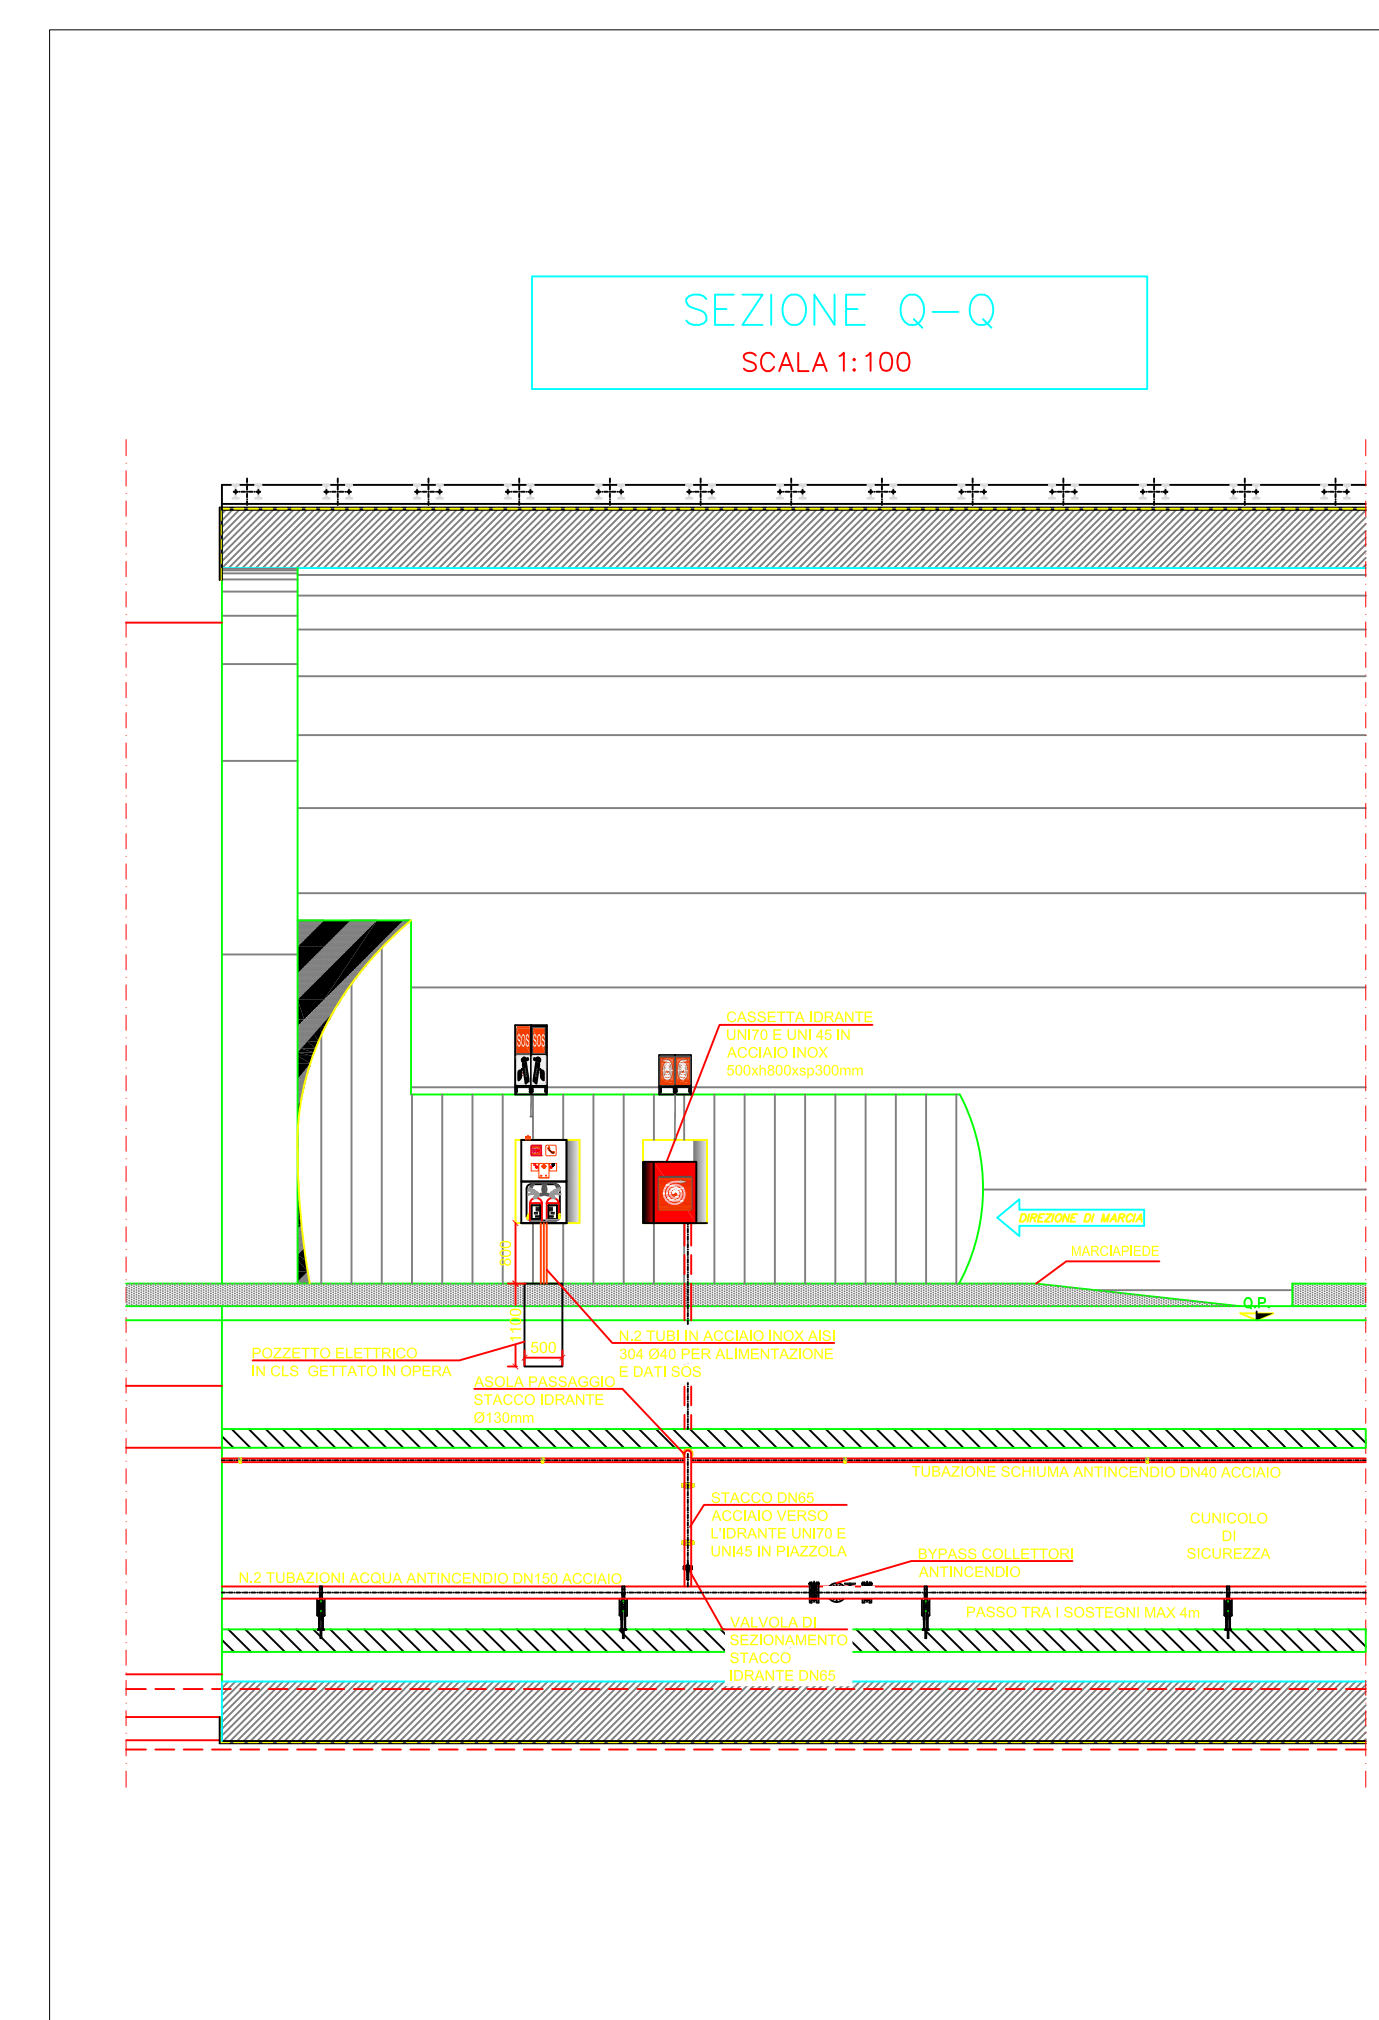 SEZIONE Q-Q
SCALA 1:100
SOS SOS
CASSETTA IDRANTE
UNI70 E UNI 45 IN
ACCIAIO INOX
500xh800xsp300mm
DIREZIONE DI MARCIA
MARCIAPIEDE
Q.P.
800
1100
500
N.2 TUBI IN ACCIAIO INOX AISI
304 Ø40 PER ALIMENTAZIONE
E DATI SOS
POZZETTO ELETTRICO
IN CLS GETTATO IN OPERA
ASOLA PASSAGGIO
STACCO IDRANTE
Ø130mm
TUBAZIONE SCHIUMA ANTINCENDIO DN40 ACCIAIO
STACCO DN65
ACCIAIO VERSO
L'IDRANTE UNI70 E
UNI45 IN PIAZZOLA
CUNICOLO
DI
SICUREZZA
BYPASS COLLETTORI
ANTINCENDIO
N.2 TUBAZIONI ACQUA ANTINCENDIO DN150 ACCIAIO
PASSO TRA I SOSTEGNI MAX 4m
VALVOLA DI
SEZIONAMENTO
STACCO
IDRANTE DN65